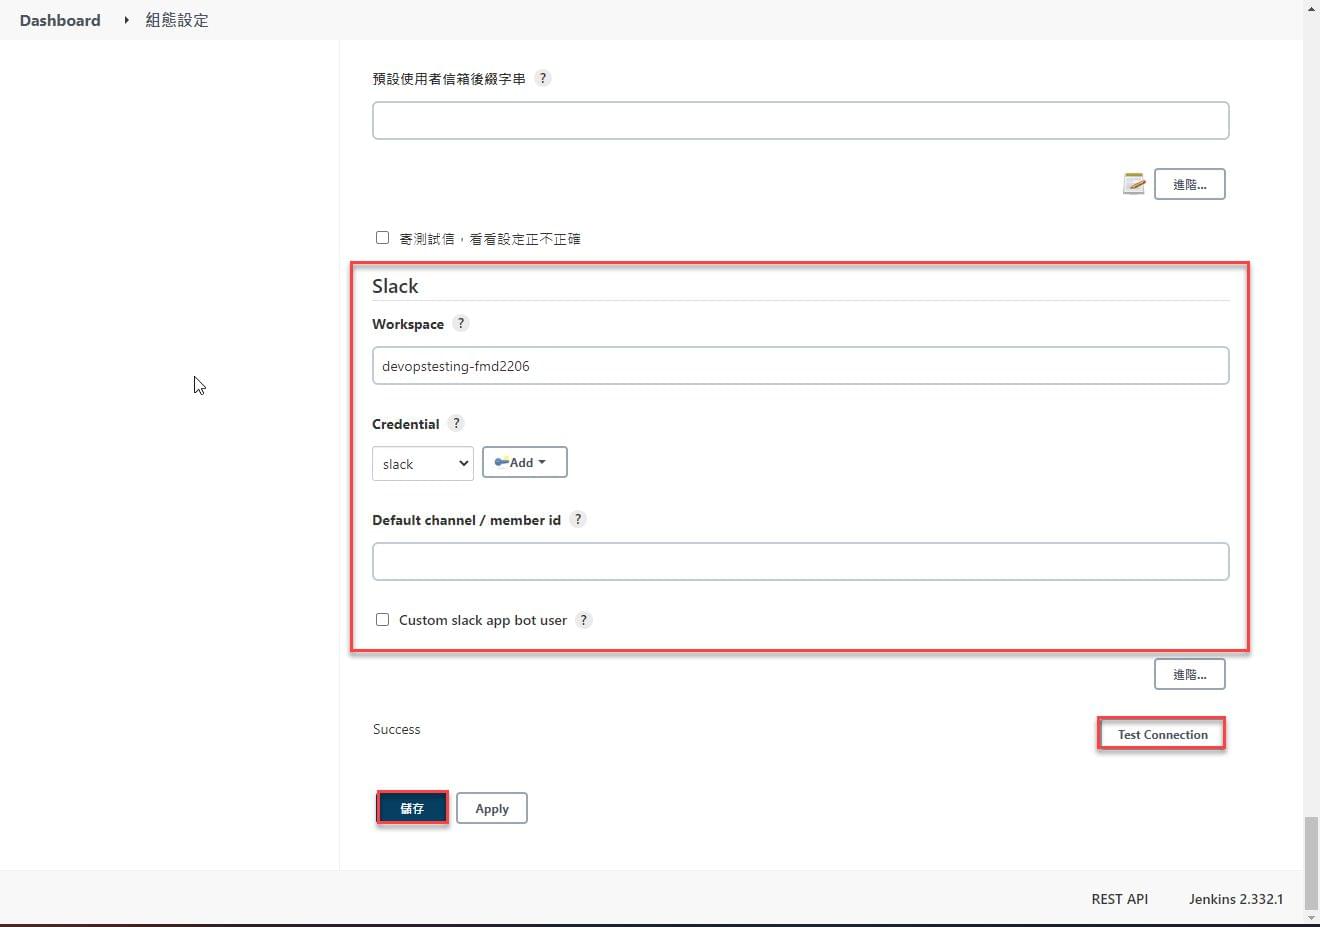 Dashboard 組態設定
預設使用者信箱後綴字串 ?
進階...
寄測試信，看看設定正不正確
Slack
Workspace ?
devopstesting-fmd2206
Credential ?
slack Add
Default channel / member id ?
Custom slack app bot user ?
進階...
Success
Test Connection
儲存 Apply
REST API Jenkins 2.332.1